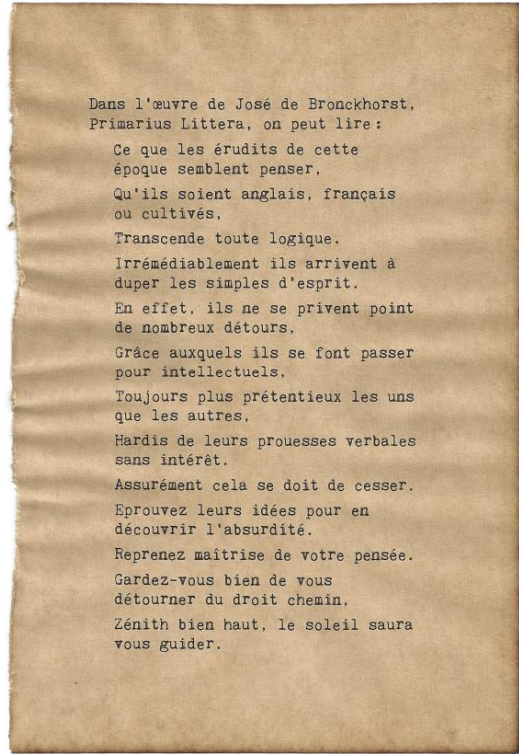 Dans l'œuvre de José de Bronckhorst,
Primarius Littera, on peut lire :
Ce que les érudits de cette
époque semblent penser,
Qu'ils soient anglais, français
ou cultivés,
Transcende toute logique.
Irrémédiablement ils arrivent à
duper les simples d'esprit.
En effet, ils ne se privent point
de nombreux détours,
Grâce auxquels ils se font passer
pour intellectuels,
Toujours plus prétentieux les uns
que les autres,
Hardis de leurs prouesses verbales
sans intérêt.
Assurément cela se doit de cesser.
Eprouvez leurs idées pour en
découvrir l'absurdité.
Reprenez maîtrise de votre pensée.
Gardez-vous bien de vous
détourner du droit chemin,
Zénith bien haut, le soleil saura
vous guider.